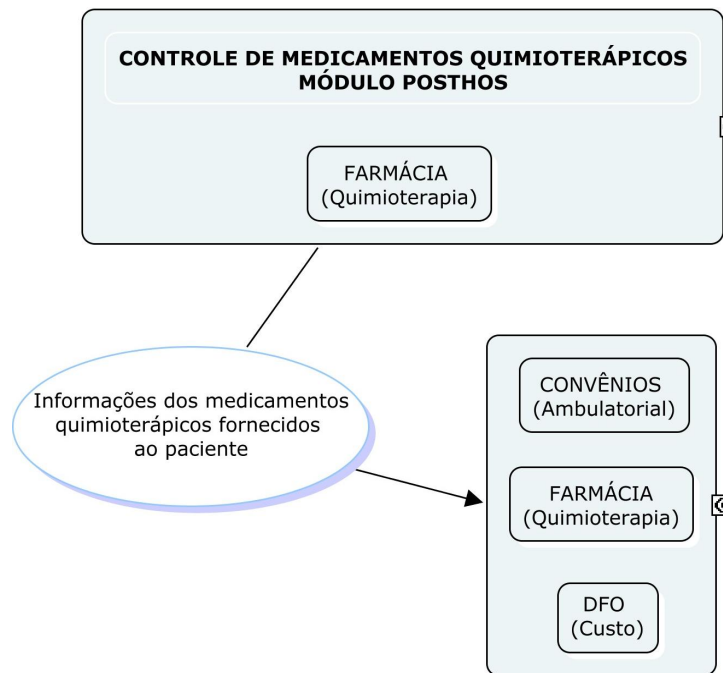 CONTROLE DE MEDICAMENTOS QUIMIOTERÁPICOS
MÓDULO POSTHOS
FARMÁCIA
(Quimioterapia)
Informações dos medicamentos
quimioterápicos fornecidos
ao paciente
CONVÊNIOS
(Ambulatorial)
FARMÁCIA
(Quimioterapia)
DFO
(Custo)